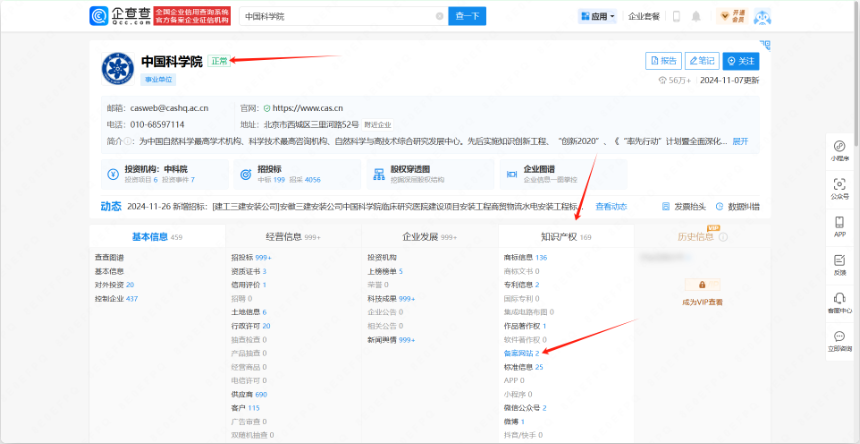 企查查
Qcc.com
全国企业信用查询系统
官方备案企业征信机构
中国科学院
查一下
应用
企业套餐
开通会员
中国科学院
正常
事业单位
报告
笔记
关注
56万+
2024-11-07更新
邮箱: casweb@cashq.ac.cn
官网: https://www.cas.cn
电话: 010-68597114
地址: 北京市西城区三里河路52号 附近企业
简介: 为中国自然科学最高学术机构、科学技术最高咨询机构、自然科学与高技术综合研究发展中心。先后实施知识创新工程、“创新2020”、《“率先行动”计划暨全面深化... 展开
投资机构: 中科院
投资项目 6 投资事件 7
招投标
中标 199 招采 4056
股权穿透图
挖掘深层股权结构
企业图谱
企业信息一图掌控
动态
2024-11-26 新增招标: [建工三建安装公司]安徽三建安装公司中国科学院临床研究医院建设项目安装工程商贸物流水电安装工程标...
查看动态
发票抬头
数据纠错
基本信息 459
经营信息 999+
企业发展 999+
知识产权 169
历史信息
VIP
查查图谱
基本信息
对外投资 20
控制企业 437
招投标 999+
资质证书 3
信用评价 1
招聘 0
土地信息 6
行政许可 20
抽查检查 0
产品抽查 0
经营商品 0
电信许可 0
供应商 690
客户 115
广告审查 0
双随机抽查 0
投资机构
上榜榜单 5
荣誉 0
科技成果 999+
企业公告 0
相关公告 0
新闻舆情 999+
商标信息 136
商标文书 0
专利信息 2
国际专利 0
集成电路布图 0
作品著作权 1
软件著作权 0
备案网站 2
标准信息 25
APP 0
小程序 0
微信公众号 2
微博 1
抖音/快手 0
成为VIP查看
小程序
公众号
APP
反馈
客服中心
立即咨询